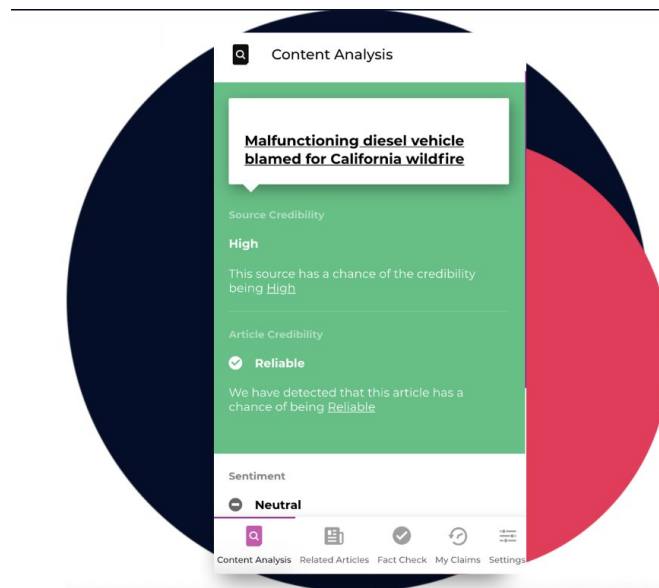 Content Analysis
Malfunctioning diesel vehicle
blamed for California wildfire
Source Credibility
High
This source has a chance of the credibility
being High
Article Credibility
Reliable
We have detected that this article has a
chance of being Reliable
Sentiment
Neutral
Content Analysis Related Articles Fact Check My Claims Settings